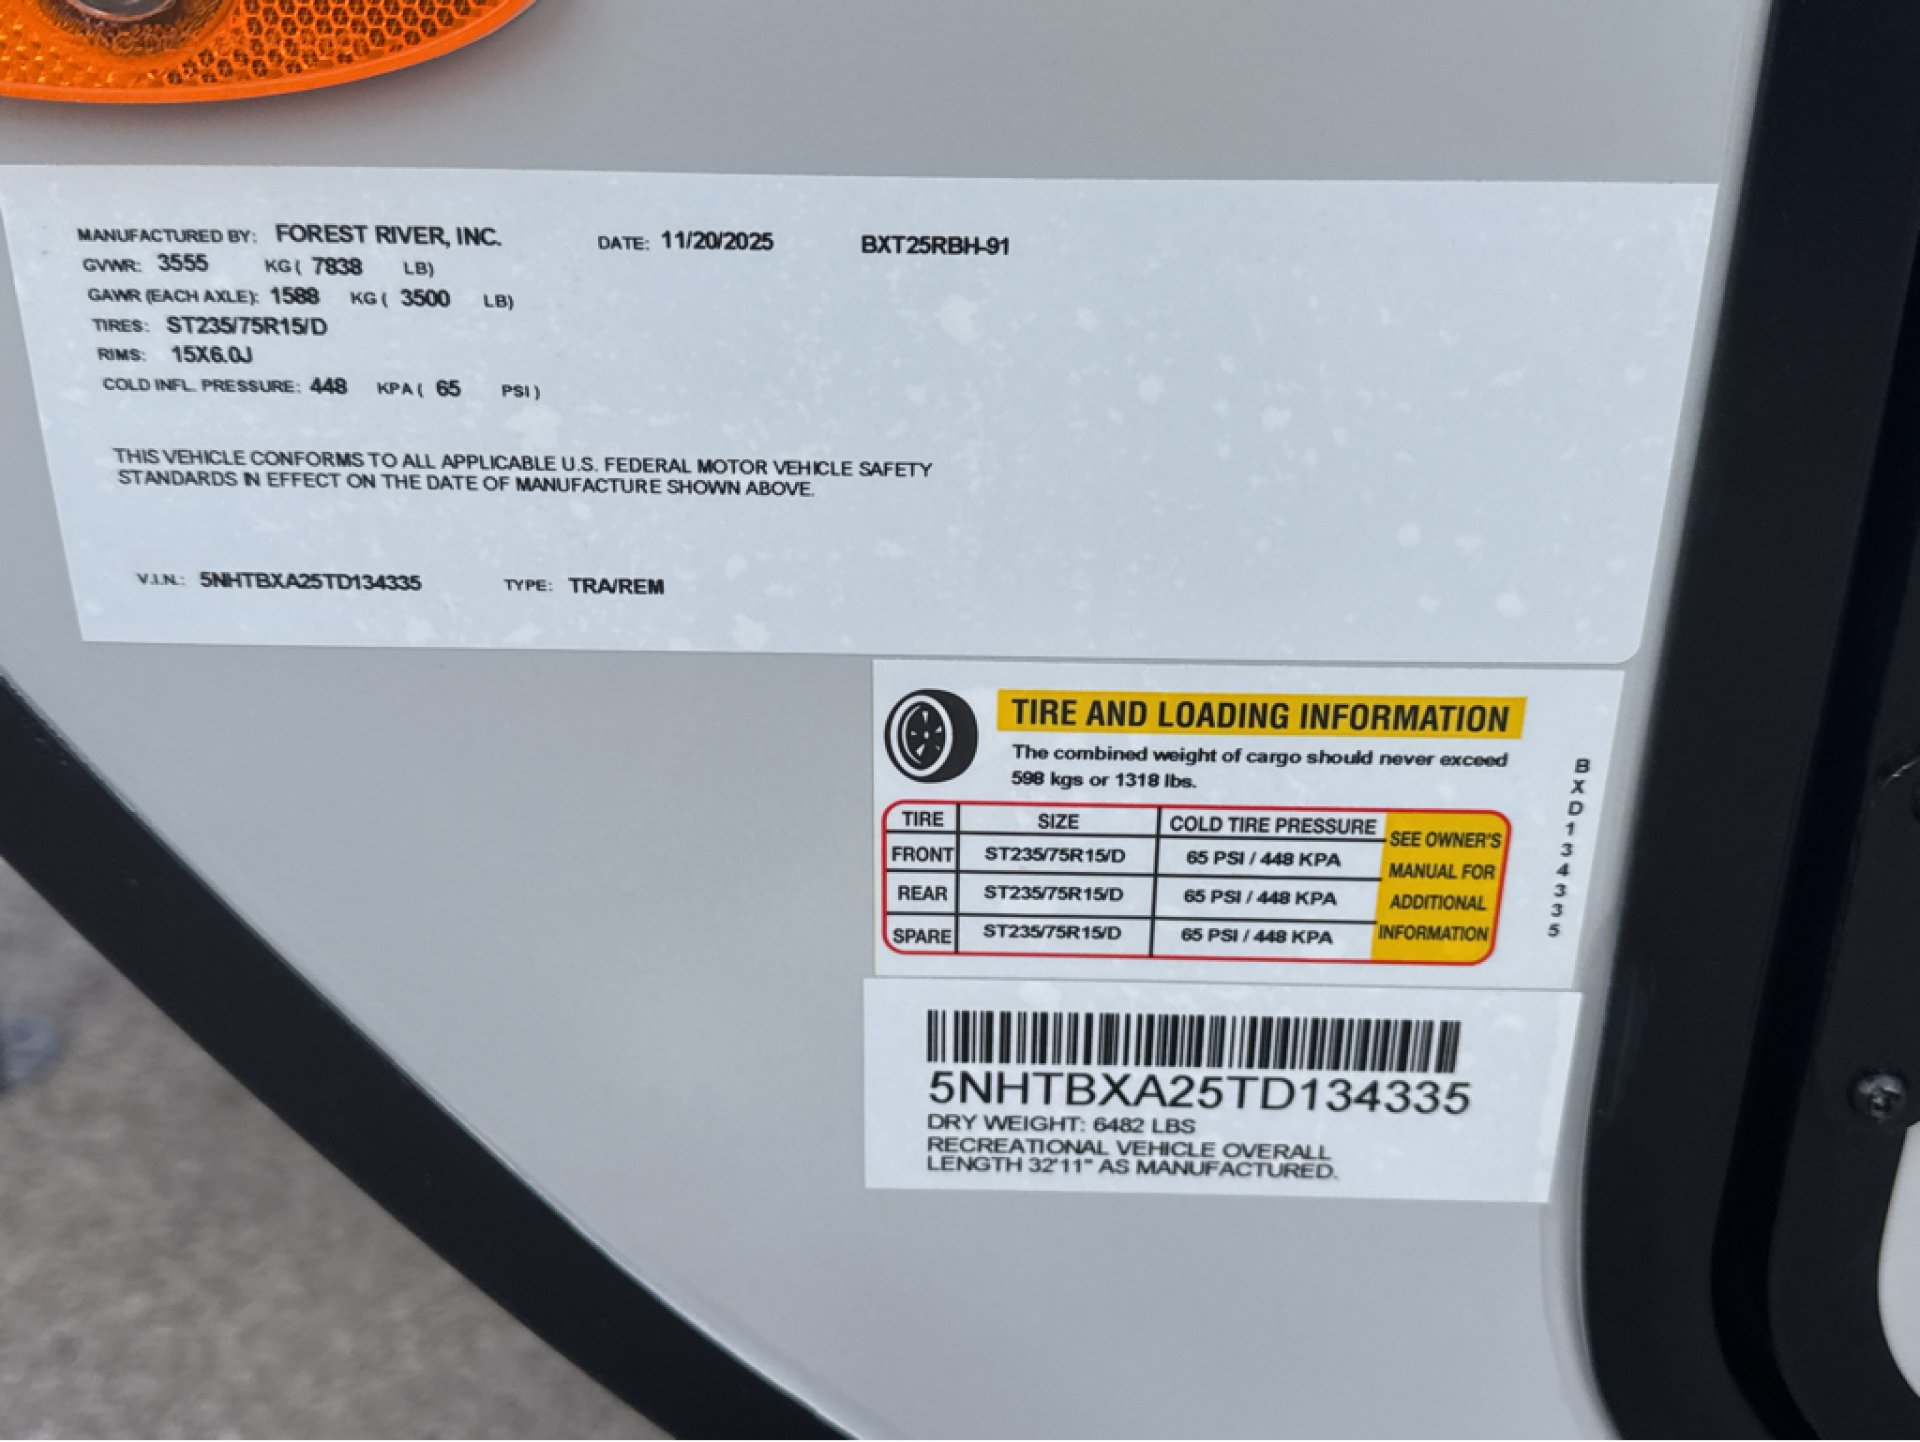 MANUFACTURED BY: FOREST RIVER, INC. DATE: 11/20/2025 BXT25RBH-91
GVWR: 3555 KG ( 7838 LB)
GAWR (EACH AXLE): 1588 KG ( 3500 LB)
TIRES: ST235/75R15/D
RIMS: 15X6.0J
COLD INFL. PRESSURE: 448 KPA ( 65 PSI )
THIS VEHICLE CONFORMS TO ALL APPLICABLE U.S. FEDERAL MOTOR VEHICLE SAFETY
STANDARDS IN EFFECT ON THE DATE OF MANUFACTURE SHOWN ABOVE.
V.I.N.: 5NHTBXA25TD134335 TYPE: TRA/REM
TIRE AND LOADING INFORMATION
The combined weight of cargo should never exceed
598 kgs or 1318 lbs.
TIRE SIZE COLD TIRE PRESSURE
FRONT ST235/75R15/D 65 PSI / 448 KPA
REAR ST235/75R15/D 65 PSI / 448 KPA
SPARE ST235/75R15/D 65 PSI / 448 KPA
SEE OWNER'S
MANUAL FOR
ADDITIONAL
INFORMATION
BXD134335
5NHTBXA25TD134335
DRY WEIGHT: 6482 LBS
RECREATIONAL VEHICLE OVERALL
LENGTH 32'11" AS MANUFACTURED.